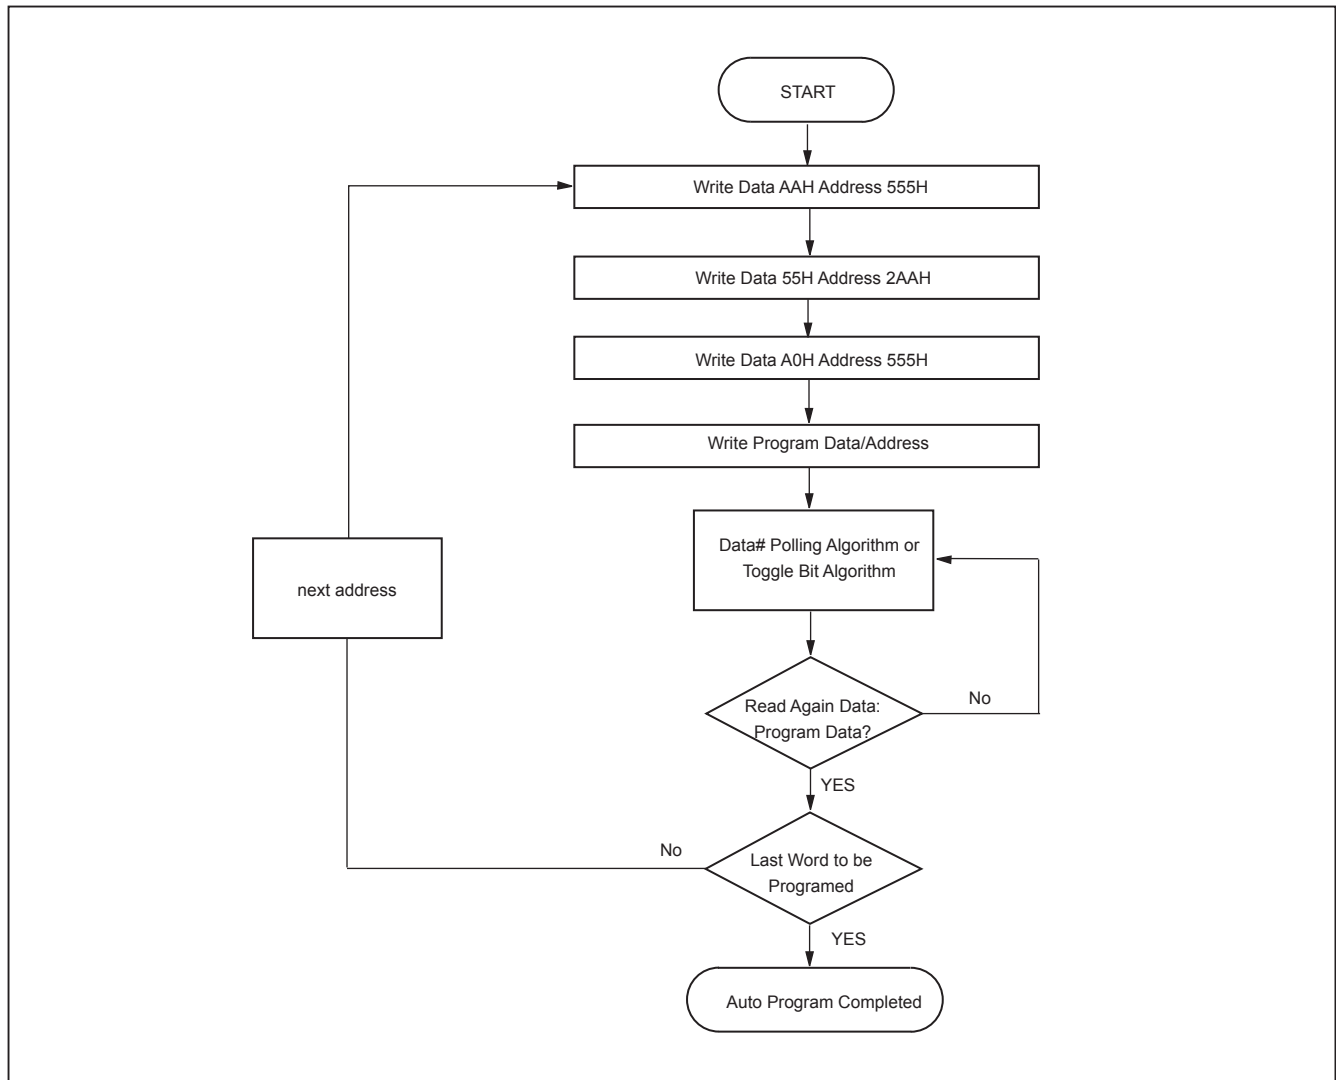 START
Write Data AAH Address 555H
Write Data 55H Address 2AAH
Write Data A0H Address 555H
Write Program Data/Address
Data# Polling Algorithm or
Toggle Bit Algorithm
next address
Read Again Data:
Program Data?
No
YES
No
Last Word to be
Programed
YES
Auto Program Completed